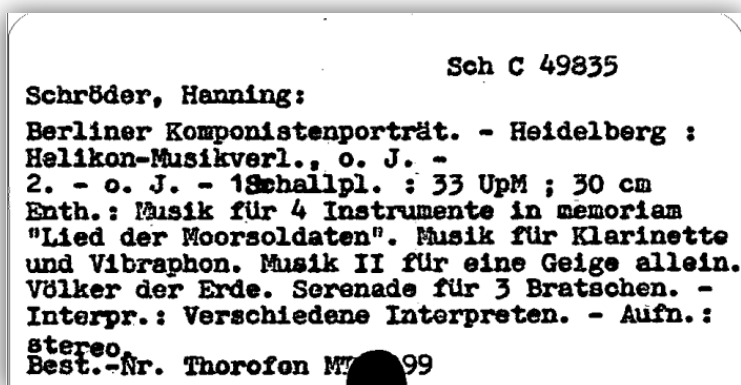 Sch C 49835
Schröder, Hanning:
Berliner Komponistenporträt. - Heidelberg :
Helikon-Musikverl., o. J. -
2. - o. J. - 1Schallpl. : 33 UpM ; 30 cm
Enth.: Musik für 4 Instrumente in memoriam
"Lied der Moorsoldaten". Musik für Klarinette
und Vibraphon. Musik II für eine Geige allein.
Völker der Erde. Serenade für 3 Bratschen. -
Interpr.: Verschiedene Interpreten. - Aufn.:
stereo.
Best.-Nr. Thorofon 99